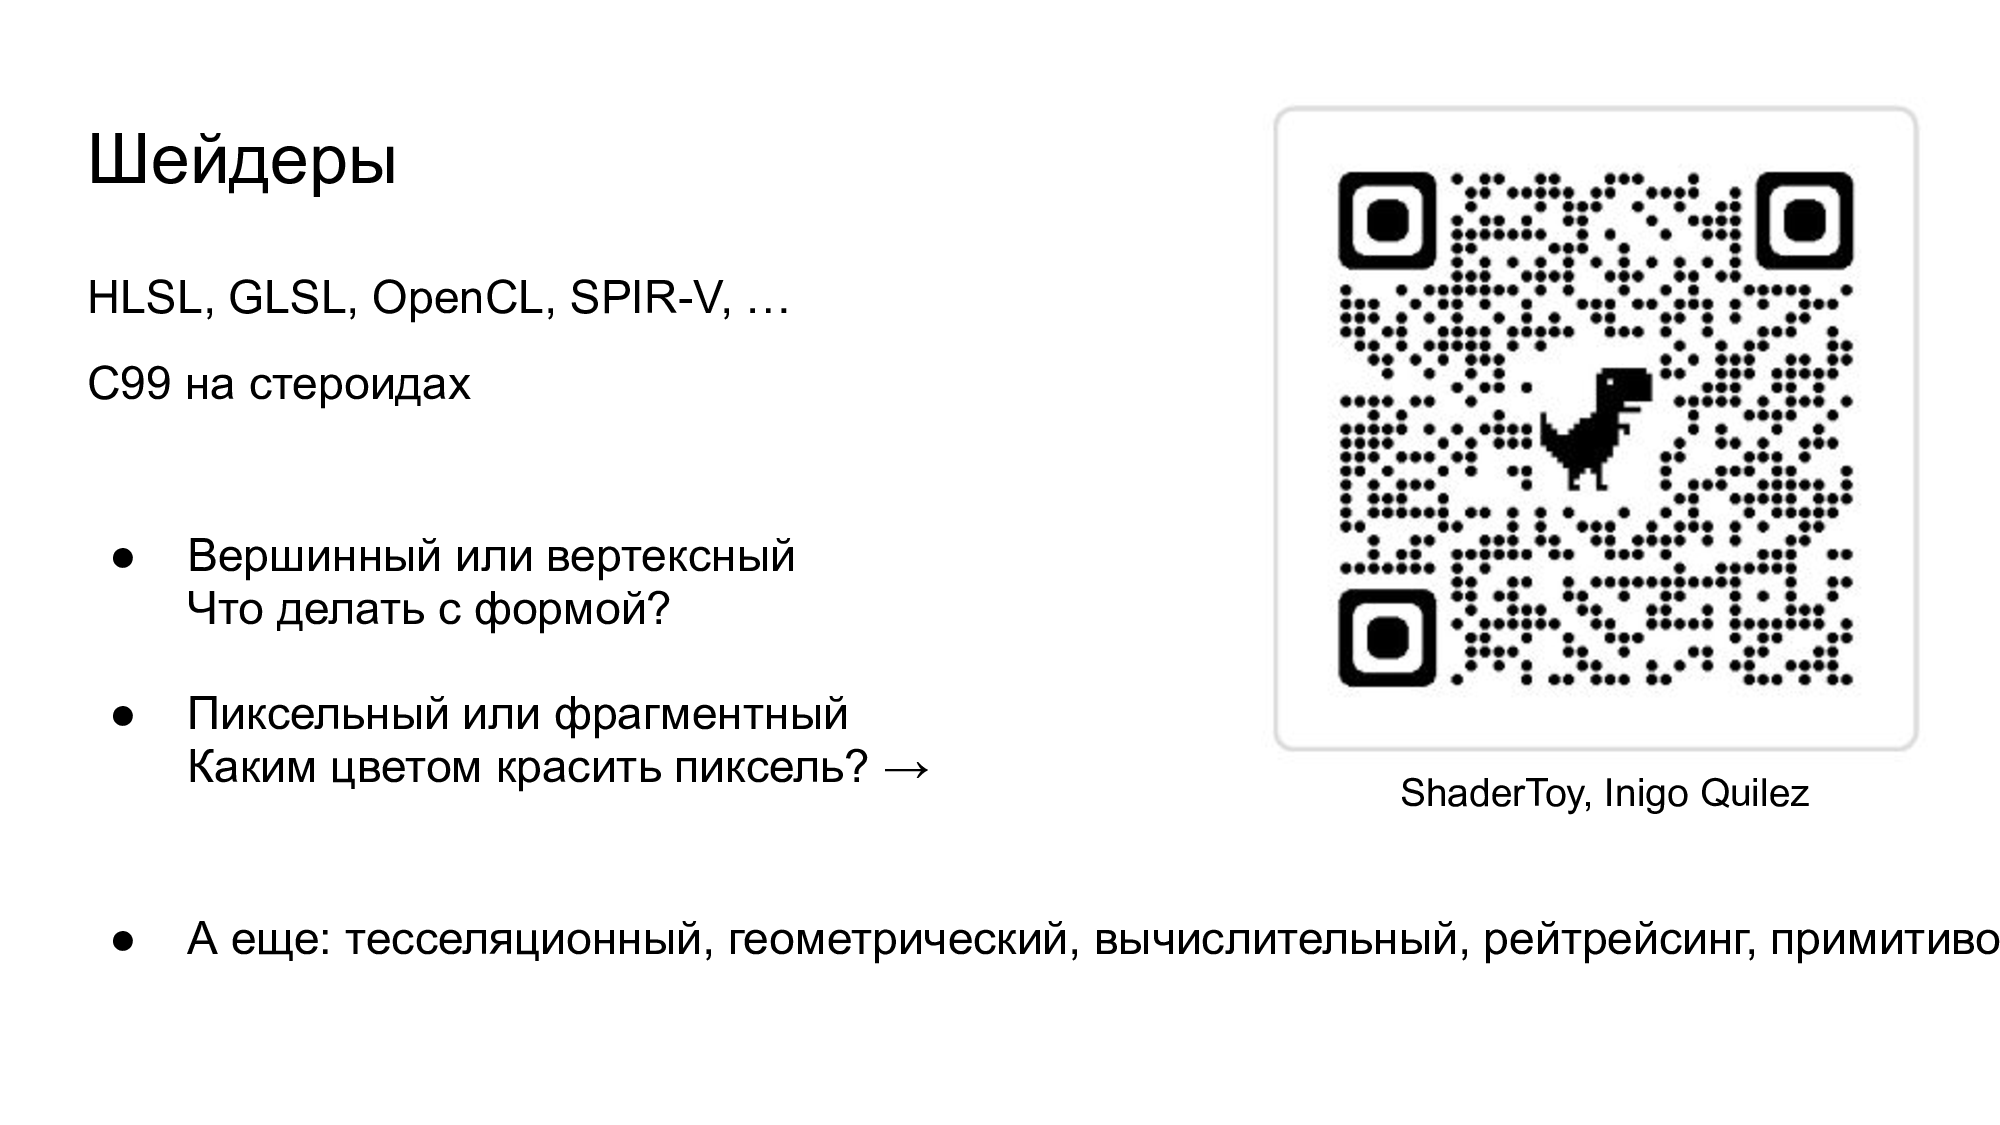 Шейдеры
HLSL, GLSL, OpenCL, SPIR-V, …
C99 на стероидах
● Вершинный или вертексный
Что делать с формой?
● Пиксельный или фрагментный
Каким цветом красить пиксель? →
ShaderToy, Inigo Quilez
● А еще: тесселяционный, геометрический, вычислительный, рейтрейсинг, примитиво